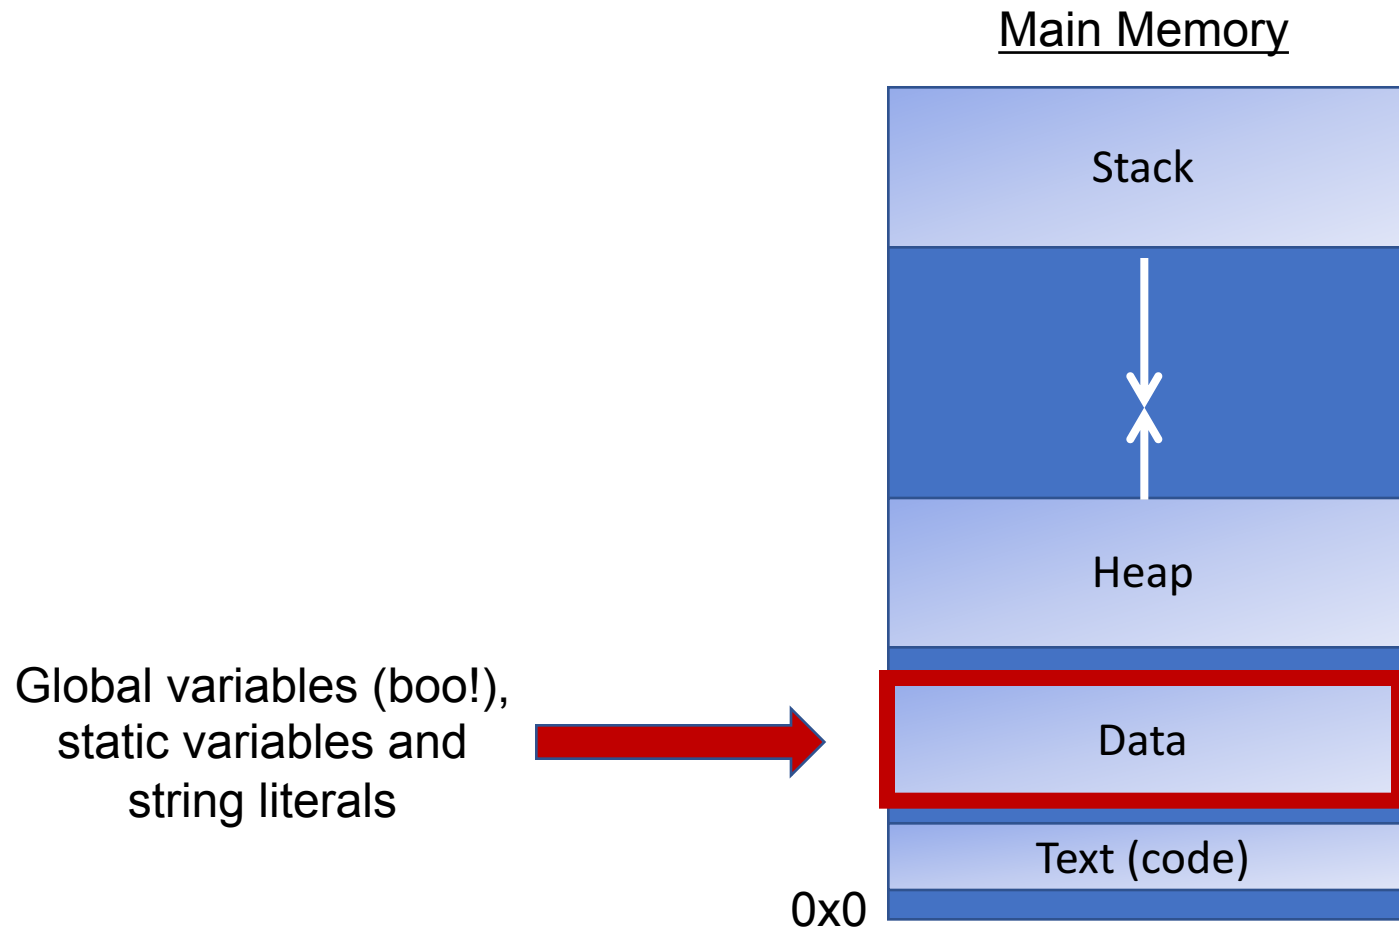 Main Memory
Stack
Heap
Global variables (boo!),
static variables and
string literals
Data
Text (code)
0x0